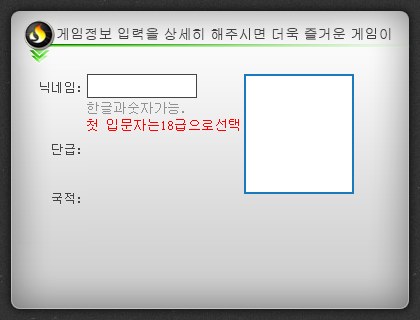 게임정보 입력을 상세히 해주시면 더욱 즐거운 게임이
닉네임:
한글과숫자가능.
첫 입문자는18급으로선택
단급:
국적: